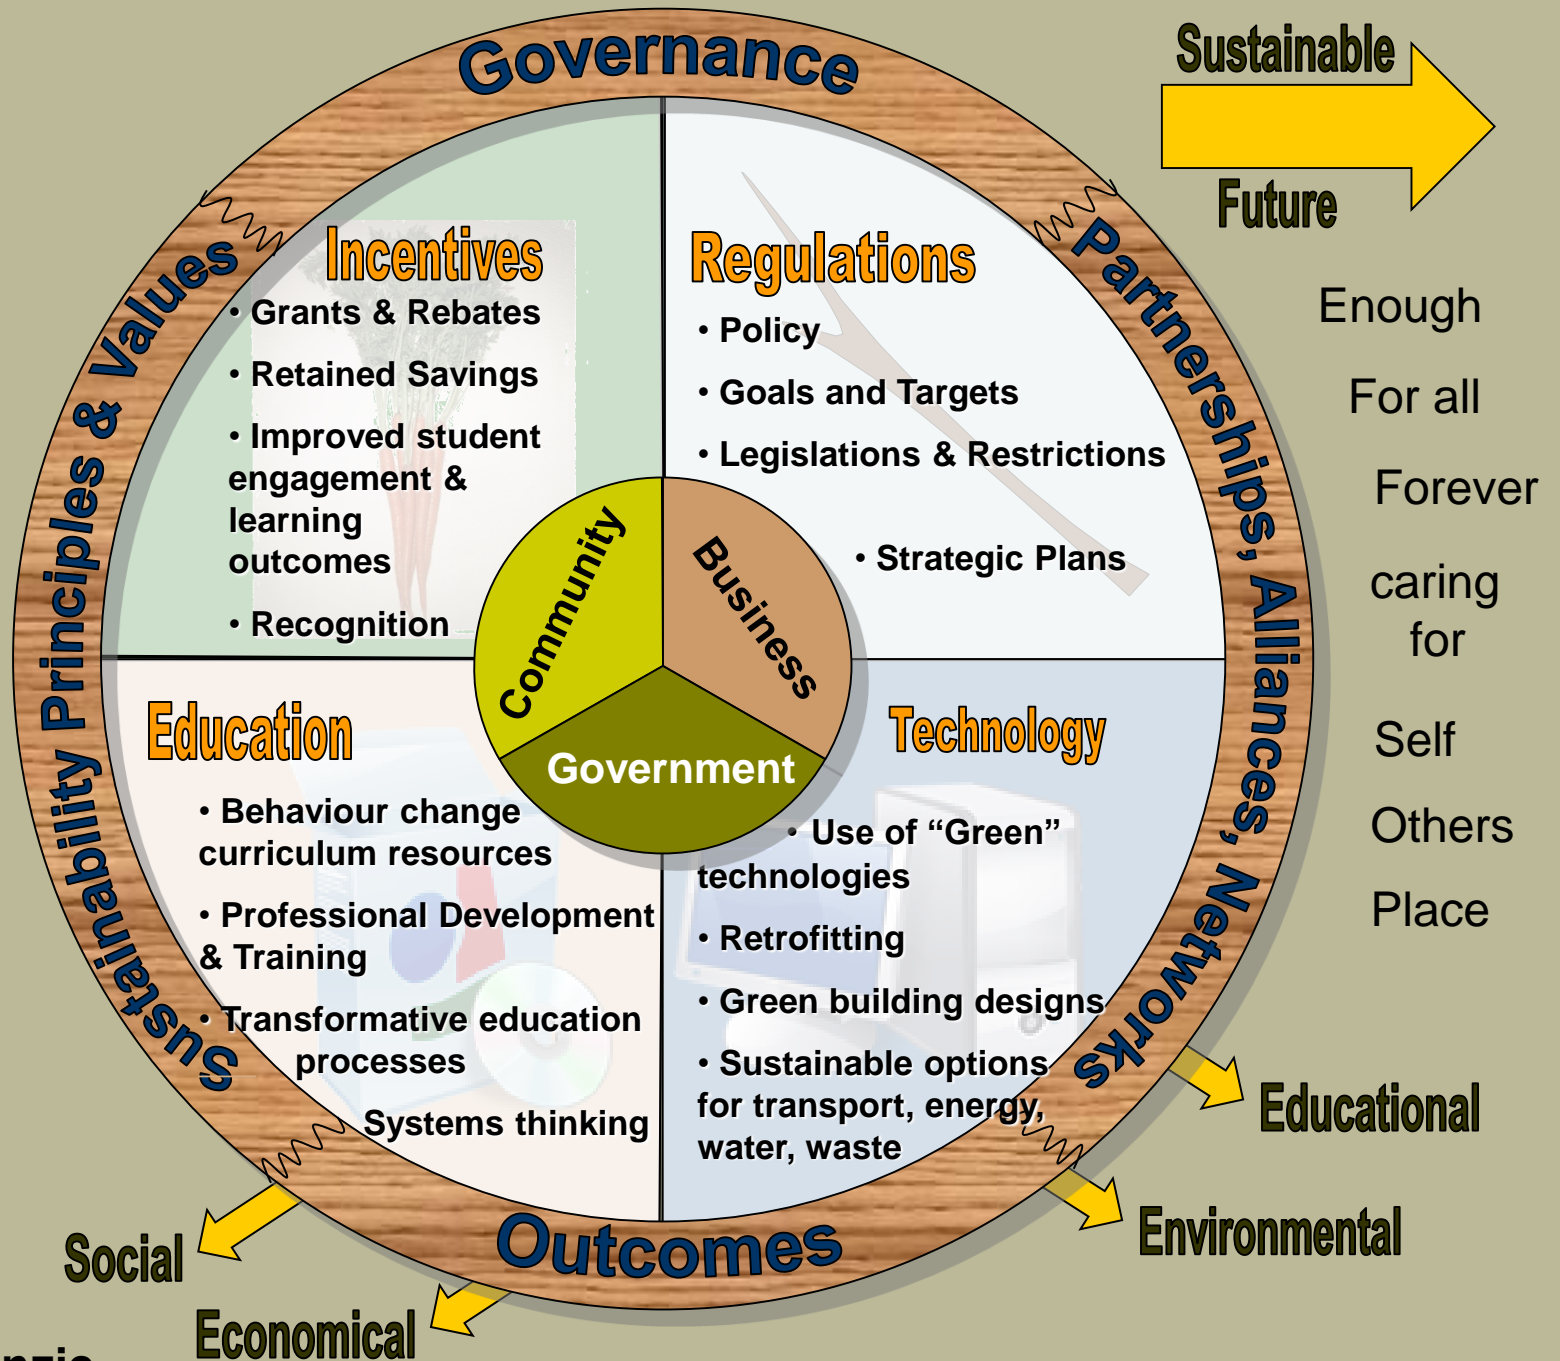 Governance
Sustainable
Future
Sustainability Principles & Values
Partnerships, Alliances, Networks
Incentives
• Grants & Rebates
• Retained Savings
• Improved student
engagement &
learning
outcomes
• Recognition
Regulations
• Policy
• Goals and Targets
• Legislations & Restrictions
• Strategic Plans
Enough
For all
Forever
caring
for
Self
Others
Place
Community
Business
Government
Education
• Behaviour change
curriculum resources
• Professional Development
& Training
• Transformative education
processes
Systems thinking
Technology
• Use of “Green”
technologies
• Retrofitting
• Green building designs
• Sustainable options
for transport, energy,
water, waste
Outcomes
Educational
Environmental
Social
Economical